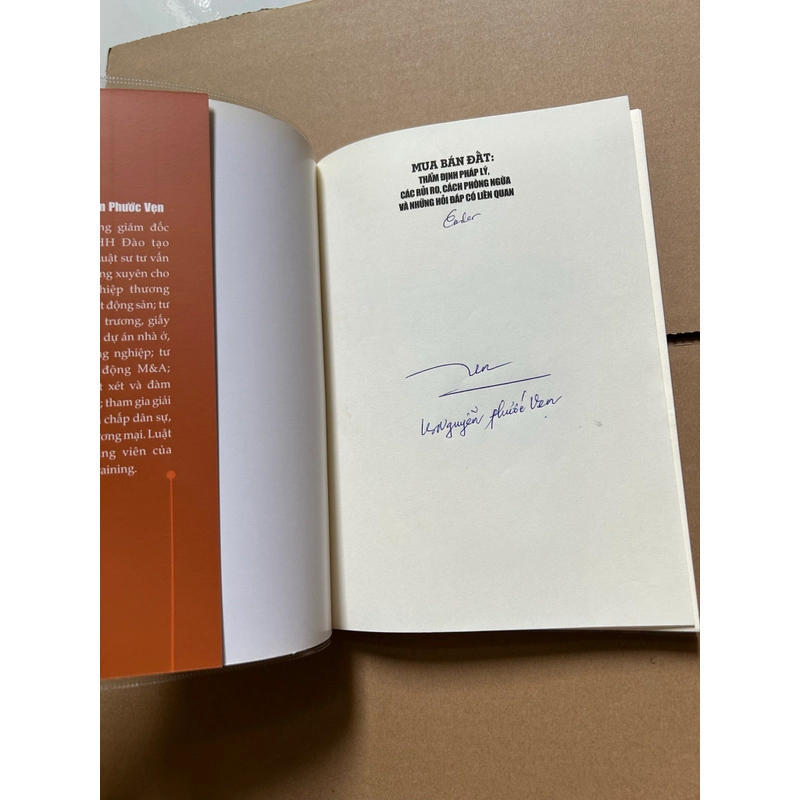 n Phước Vẹn
ng giám đốc
HH Đào tạo
uật sư tư vấn
ng xuyên cho
hiệp thương
t động sản; tư
trương, giấy
dự án nhà ở,
ng nghiệp; tư
động M&A;
t xét và đàm
; tham gia giải
chấp dân sự,
ơng mại. Luật
ng viên của
raining.
MUA BÁN ĐẤT:
THẨM ĐỊNH PHÁP LÝ,
CÁC RỦI RO, CÁCH PHÒNG NGỪA
VÀ NHỮNG HỎI ĐÁP CÓ LIÊN QUAN
Nguyễn Phước Vẹn